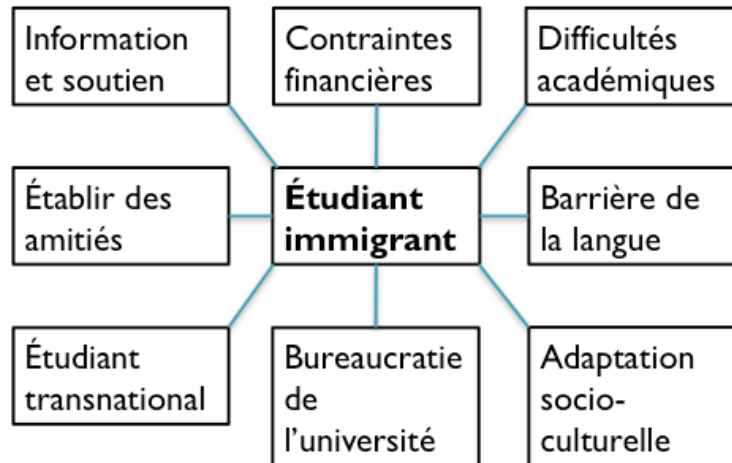 Information
et soutien
Contraintes
financières
Difficultés
académiques
Établir des
amitiés
Étudiant
immigrant
Barrière de
la langue
Étudiant
transnational
Bureaucratie
de
l'université
Adaptation
socio-
culturelle